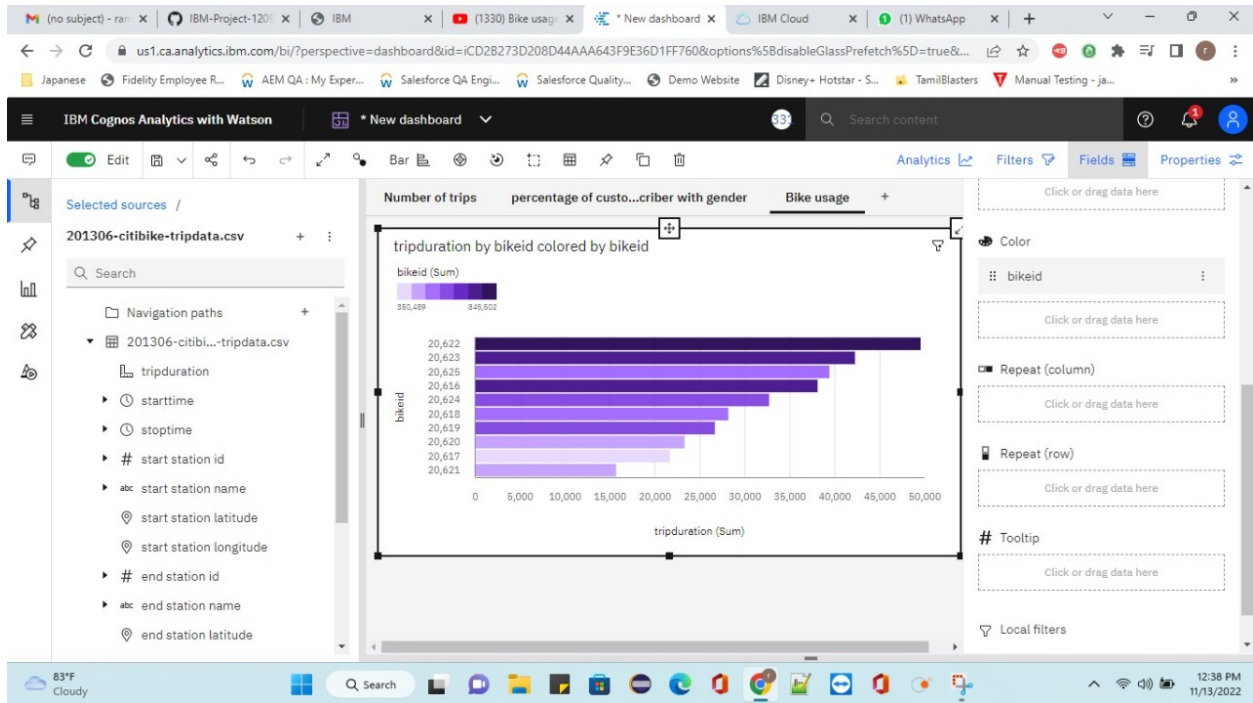 (no subject) - ran
IBM-Project-1209
IBM
(1330) Bike usage
* New dashboard
IBM Cloud
(1) WhatsApp
us1.ca.analytics.ibm.com/bi/?perspective=dashboard&id=iCD2B273D208D44AAA643F9E36D1FF760&options%5BdisableGlassPrefetch%5D=true&...
Japanese
Fidelity Employee R...
AEM QA : My Exper...
Salesforce QA Engi...
Salesforce Quality...
Demo Website
Disney+ Hotstar - S...
TamilBlasters
Manual Testing - ja...
IBM Cognos Analytics with Watson
* New dashboard
Search content
1
Edit
Bar
Analytics
Filters
Fields
Properties
Selected sources /
201306-citibike-tripdata.csv
Search
Navigation paths
201306-citibi...-tripdata.csv
tripduration
starttime
stoptime
# start station id
abc start station name
start station latitude
start station longitude
# end station id
abc end station name
end station latitude
Number of trips
percentage of custo...criber with gender
Bike usage
tripduration by bikeid colored by bikeid
bikeid (Sum)
350,489 845,502
bikeid
20,622
20,623
20,625
20,616
20,624
20,618
20,619
20,620
20,617
20,621
0 5,000 10,000 15,000 20,000 25,000 30,000 35,000 40,000 45,000 50,000
tripduration (Sum)
Click or drag data here
Color
bikeid
Click or drag data here
Repeat (column)
Click or drag data here
Repeat (row)
Click or drag data here
# Tooltip
Click or drag data here
Local filters
83°F
Cloudy
Search
12:38 PM
11/13/2022